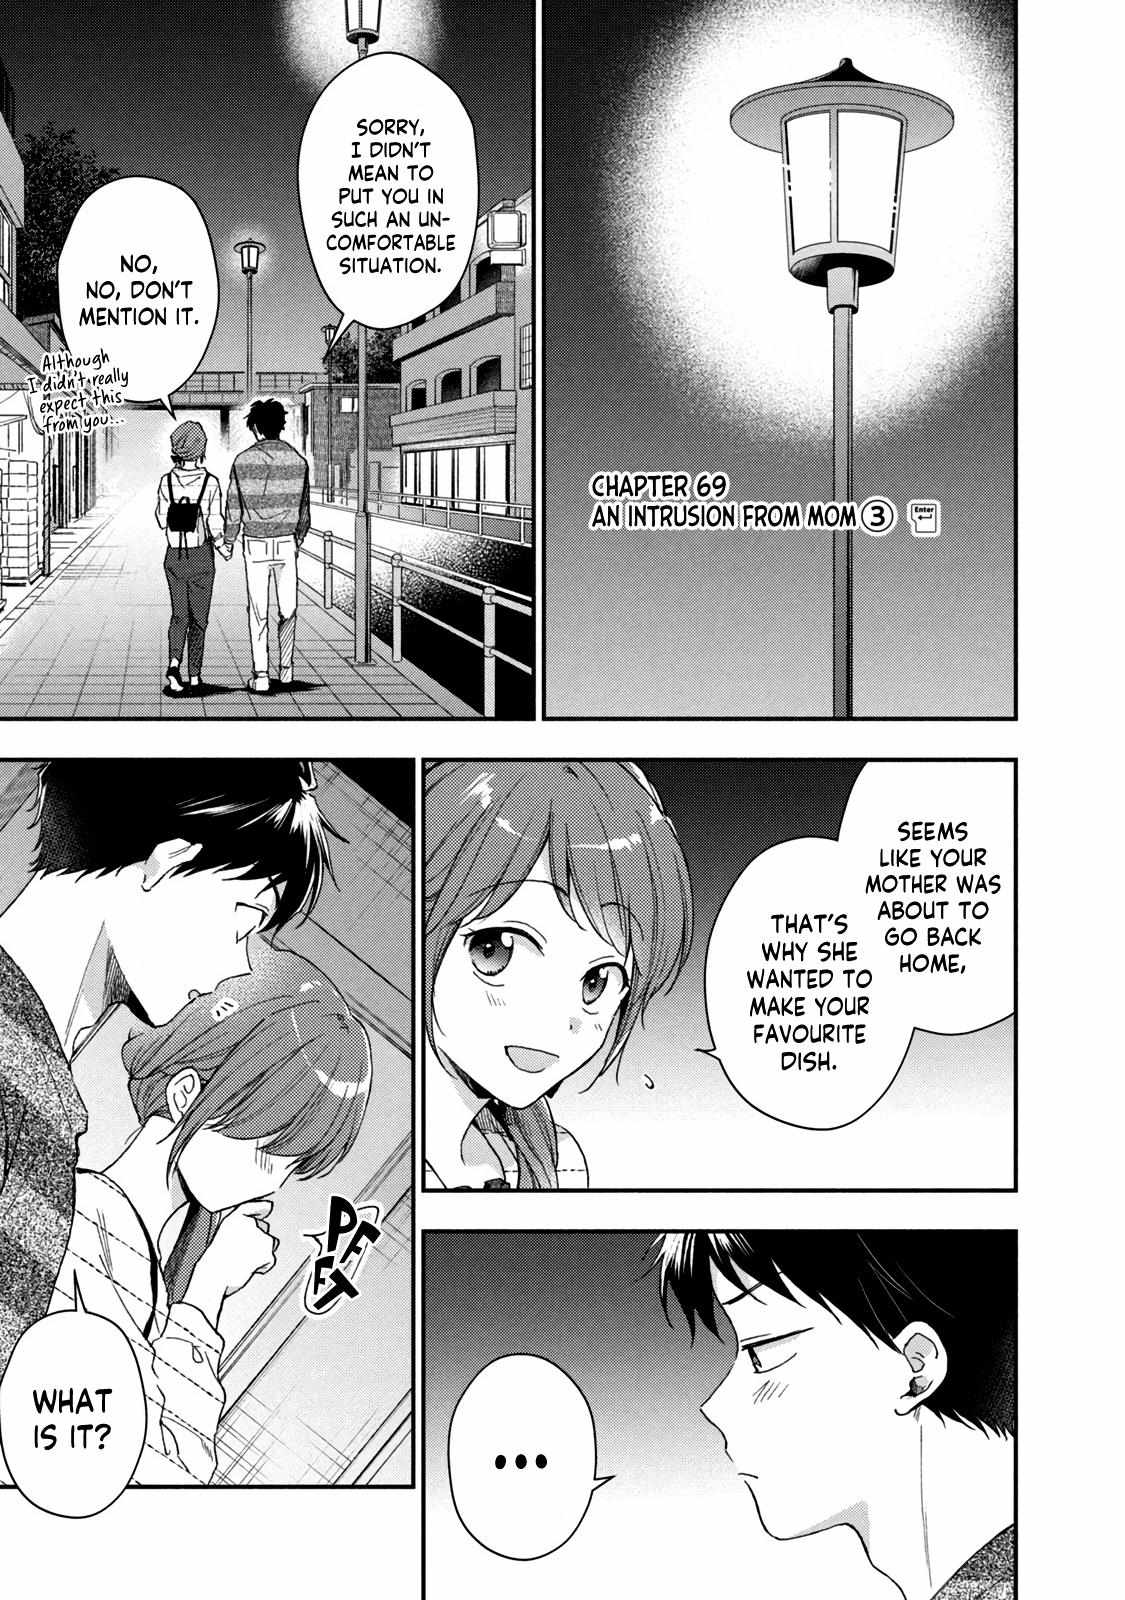 CHAPTER 69
AN INTRUSION FROM MOM ③
Enter
SORRY,
I DIDN'T
MEAN TO
PUT YOU IN
SUCH AN UN-
COMFORTABLE
SITUATION.
NO,
NO, DON'T
MENTION IT.
Although
I didn't really
expect this
from you...
SEEMS
LIKE YOUR
MOTHER WAS
ABOUT TO
GO BACK
HOME,
THAT'S
WHY SHE
WANTED TO
MAKE YOUR
FAVOURITE
DISH.
...
PFFT
WHAT
IS IT?